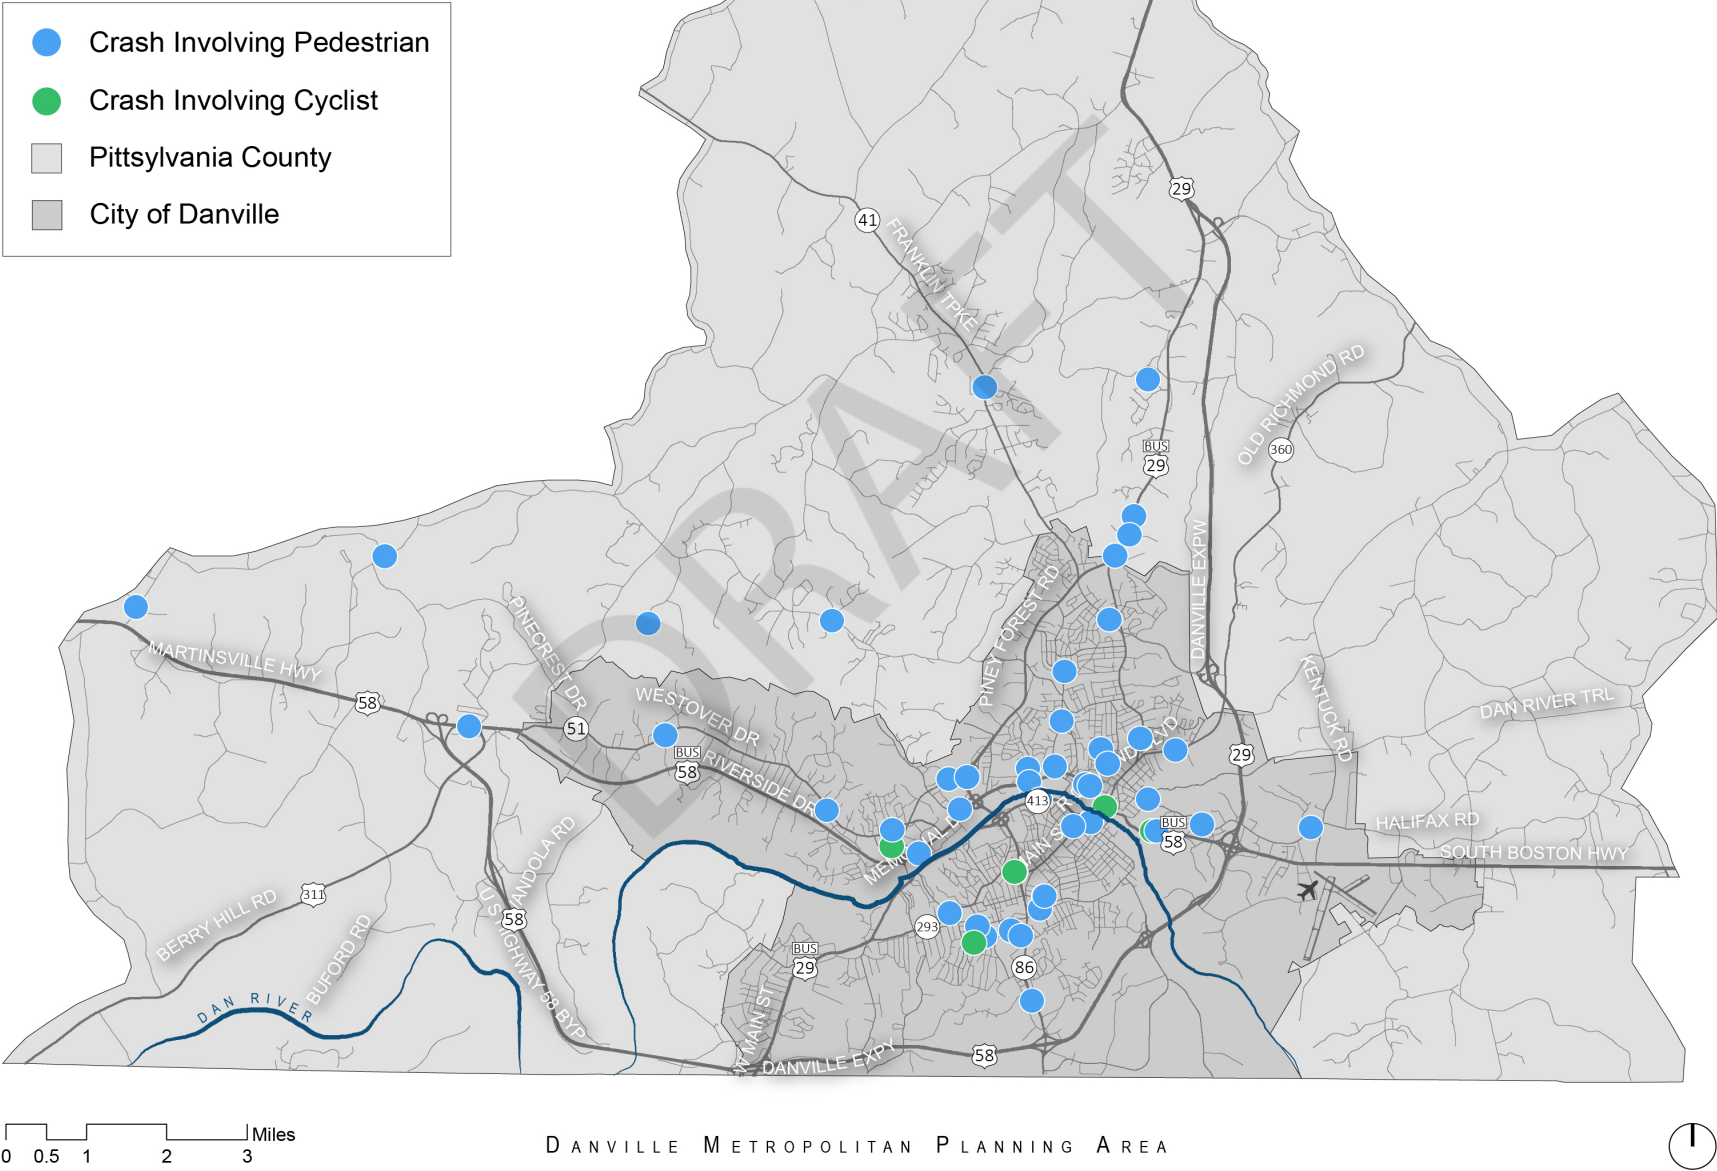 Crash Involving Pedestrian
Crash Involving Cyclist
Pittsylvania County
City of Danville
DRAFT
29
41
FRANKLIN TPKE
OLD RICHMOND RD
BUS
29
360
DANVILLE EXPW
PINEY FOREST RD
PINECREST DR
MARTINSVILLE HWY
58
51
WESTOVER DR
BUS
58
RIVERSIDE DR
KENTUCK RD
DAN RIVER TRL
29
413
MEMORIAL
BUS
58
HALIFAX RD
SOUTH BOSTON HWY
311
BERRY HILL RD
BUFORD RD
DAN RIVER
58
U S HIGHWAY 58 BYP
293
BUS
29
86
W MAIN ST
DANVILLE EXPY
58
0 0.5 1 2 3 Miles
DANVILLE METROPOLITAN PLANNING AREA